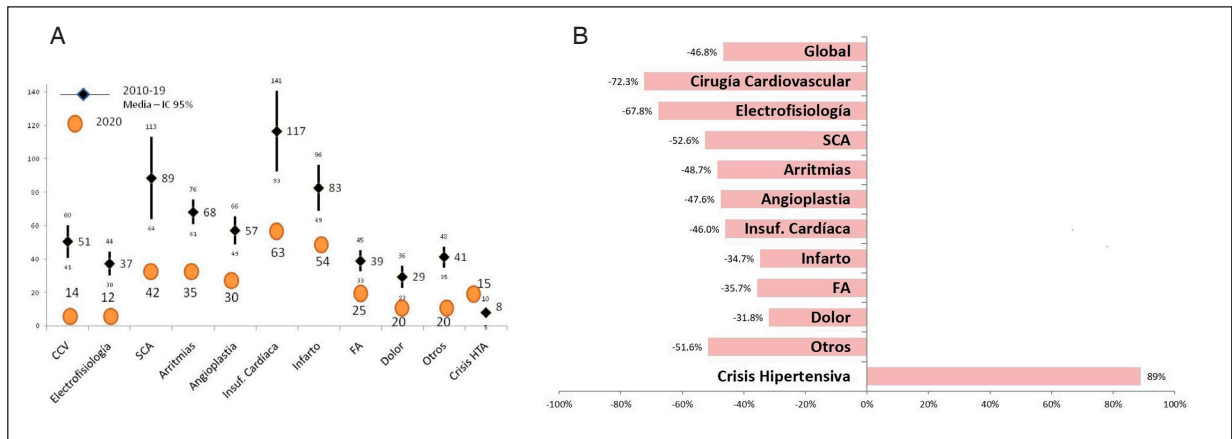 A
2010-19
Media – IC 95%
2020
140
120
100
80
60
40
20
0
60
51
41
14
44
37
30
12
113
89
64
42
76
68
61
35
66
57
49
30
141
117
93
63
96
83
69
54
45
39
33
25
36
29
23
20
48
41
35
20
15
10
8
5
CCV
Electrofisiología
SCA
Arritmias
Angioplastia
Insuf. Cardíaca
Infarto
FA
Dolor
Otros
Crisis HTA
B
-46.8% Global
-72.3% Cirugía Cardiovascular
-67.8% Electrofisiología
-52.6% SCA
-48.7% Arritmias
-47.6% Angioplastia
-46.0% Insuf. Cardíaca
-34.7% Infarto
-35.7% FA
-31.8% Dolor
-51.6% Otros
Crisis Hipertensiva 89%
-100% -80% -60% -40% -20% 0% 20% 40% 60% 80% 100%